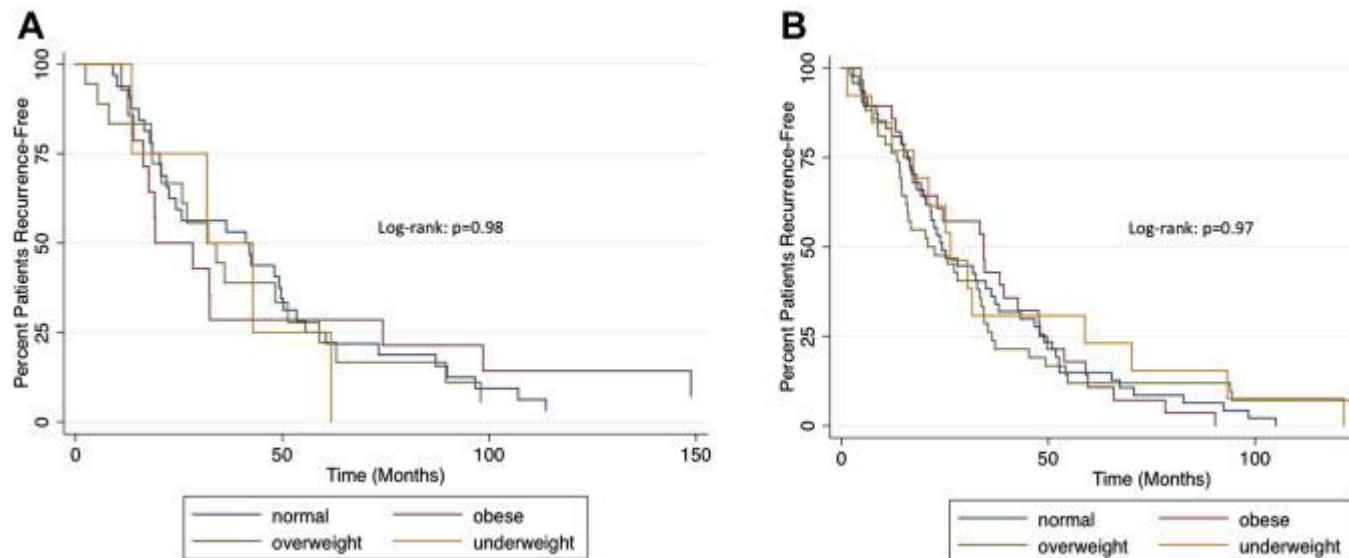 A
Percent Patients Recurrence-Free
100
75
50
25
0
Log-rank: p=0.98
0 50 100 150
Time (Months)
normal obese
overweight underweight
B
Percent Patients Recurrence-Free
100
75
50
25
0
Log-rank: p=0.97
0 50 100
Time (Months)
normal obese
overweight underweight